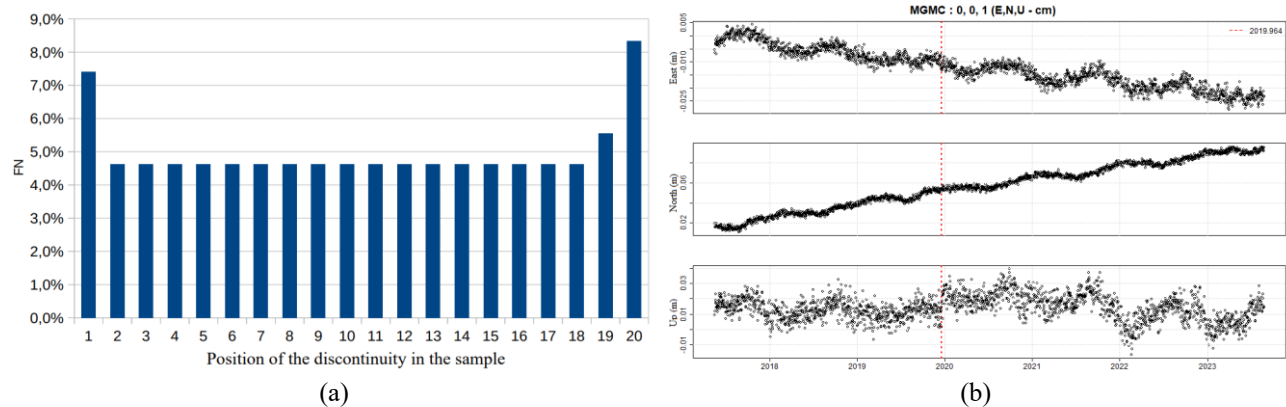 9,0%
8,0%
7,0%
6,0%
5,0%
4,0%
3,0%
2,0%
1,0%
0,0%
FN
1 2 3 4 5 6 7 8 9 10 11 12 13 14 15 16 17 18 19 20
Position of the discontinuity in the sample
(a)
MGMC : 0, 0, 1 (E,N,U - cm)
2019.964
East (m)
0.005
-0.010
-0.025
North (m)
0.06
0.02
Up (m)
0.03
0.01
-0.01
2018 2019 2020 2021 2022 2023
(b)